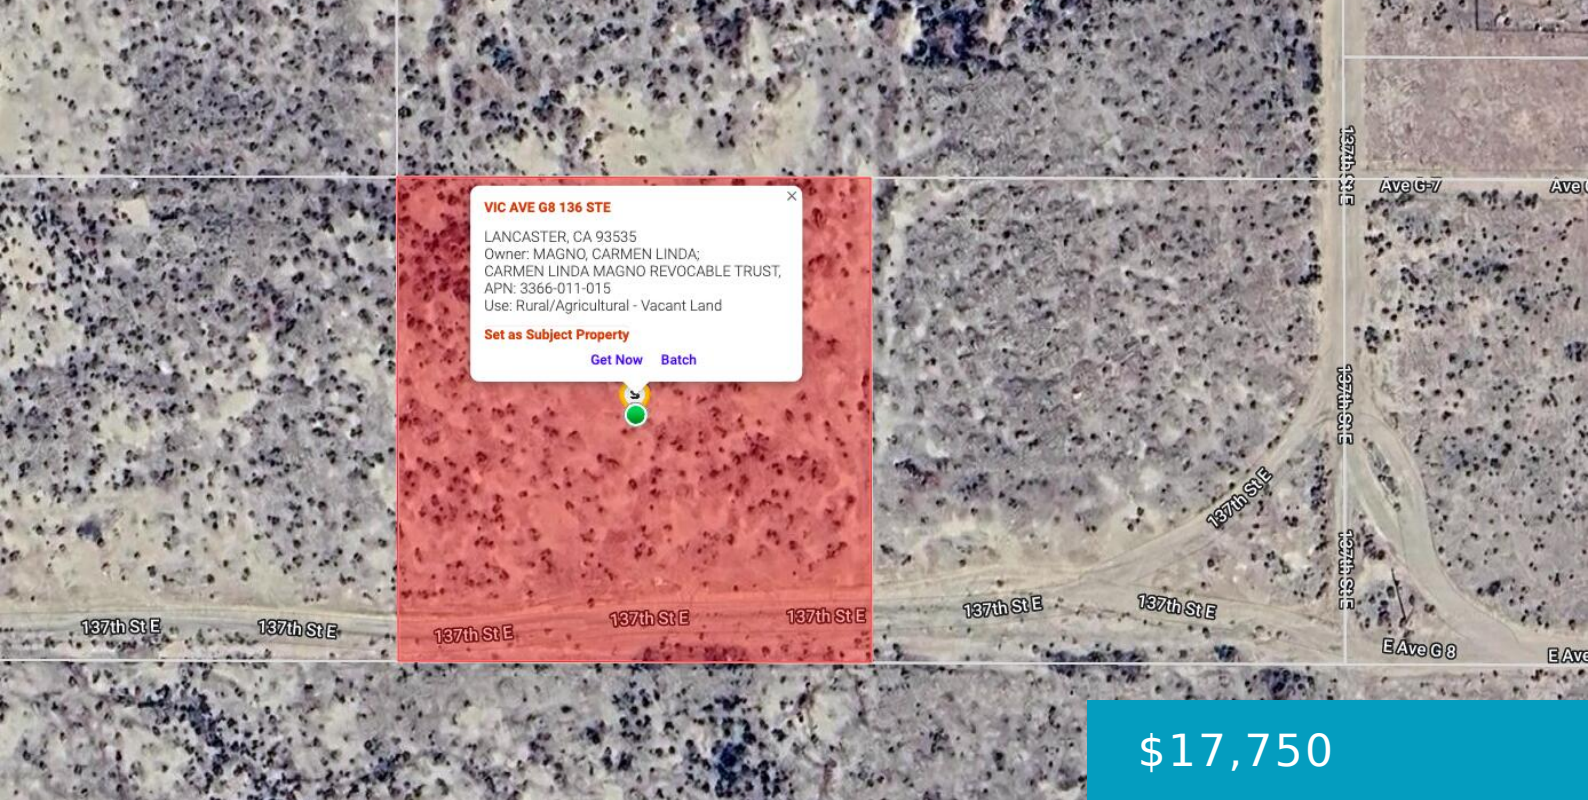 137th St E
Ave G-7
Ave
VIC AVE G8 136 STE
LANCASTER, CA 93535
Owner: MAGNO, CARMEN LINDA;
CARMEN LINDA MAGNO REVOCABLE TRUST,
APN: 3366-011-015
Use: Rural/Agricultural - Vacant Land
Set as Subject Property
Get Now Batch
137th St E
137th St E
137th St E
137th St E
137th St E
137th St E
137th St E
137th St E
137th St E
137th St E
E Ave G 8
E Ave
$17,750